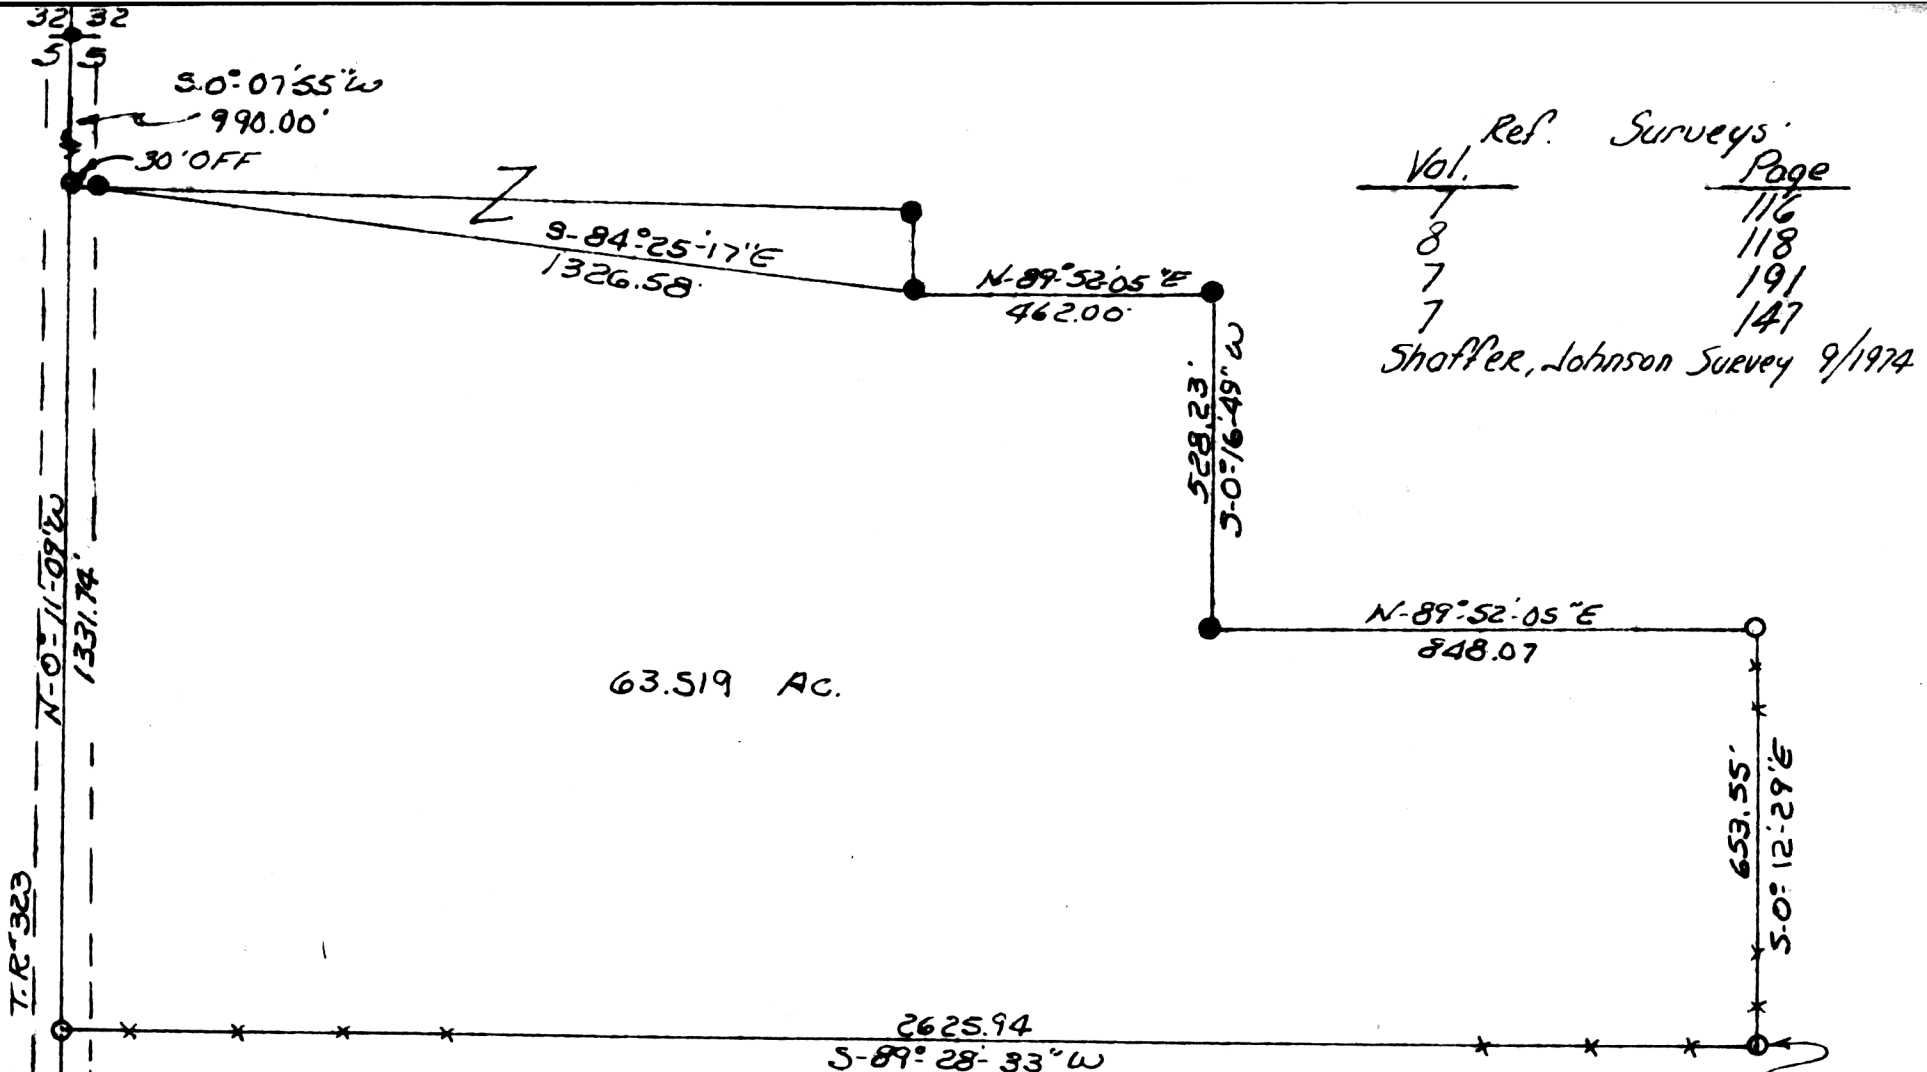 32 32
5 5
S.0°-07'55"W
990.00'
30' OFF
Z
S-84°-25'-17"E
1326.58'
N-89°-52'-05"E
462.00'
528.23'
S-0°-16'-49"W
Ref. Surveys
Vol. Page
7 116
8 118
7 191
7 147
Shaffer, Johnson Survey 9/1974
N-89°-52'-05"E
848.07
63.519 Ac.
N-0°-11'-09"W
1331.74'
653.55'
S-0°-12'-29"E
T.R-323
2625.94
S-89°-28'-33"W